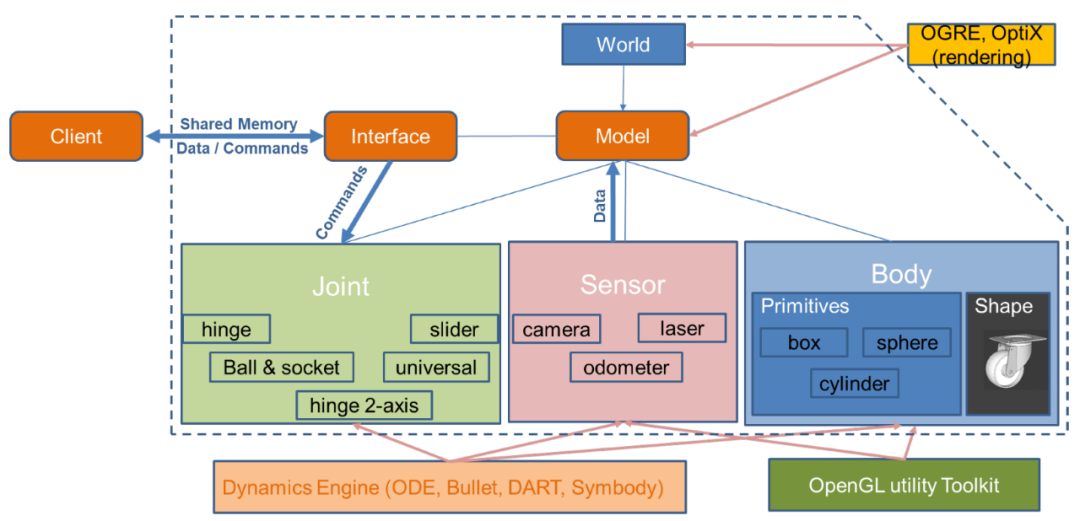 World
OGRE, OptiX
(rendering)
Client
Shared Memory
Data / Commands
Interface
Model
Commands
Data
Joint
hinge
slider
Ball & socket
universal
hinge 2-axis
Sensor
camera
laser
odometer
Body
Primitives
box
sphere
cylinder
Shape
Dynamics Engine (ODE, Bullet, DART, Symbody)
OpenGL utility Toolkit